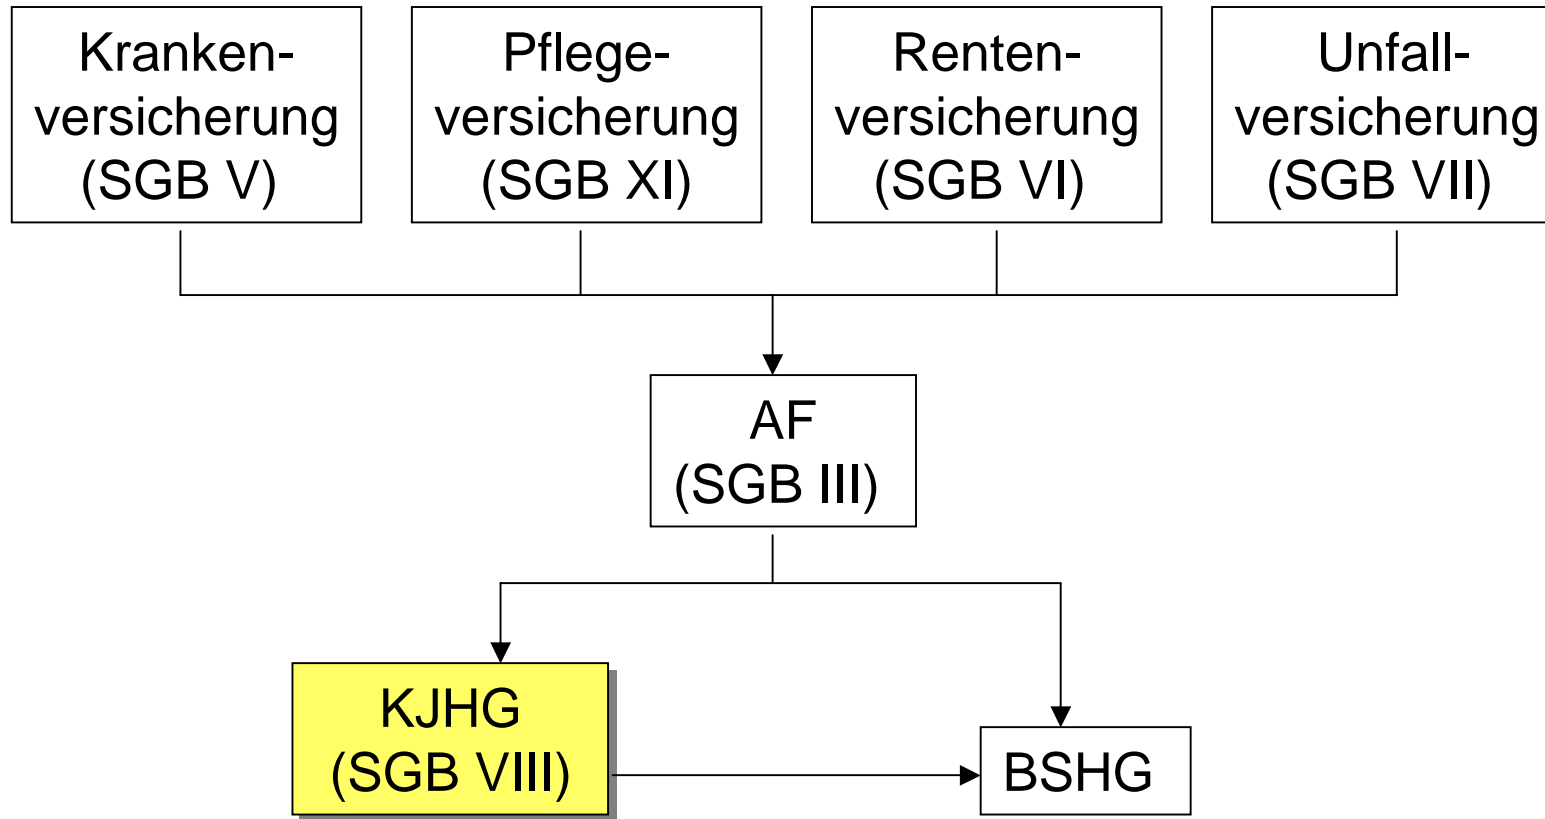 Kranken-
versicherung
(SGB V)
Pflege-
versicherung
(SGB XI)
Renten-
versicherung
(SGB VI)
Unfall-
versicherung
(SGB VII)
AF
(SGB III)
KJHG
(SGB VIII)
BSHG